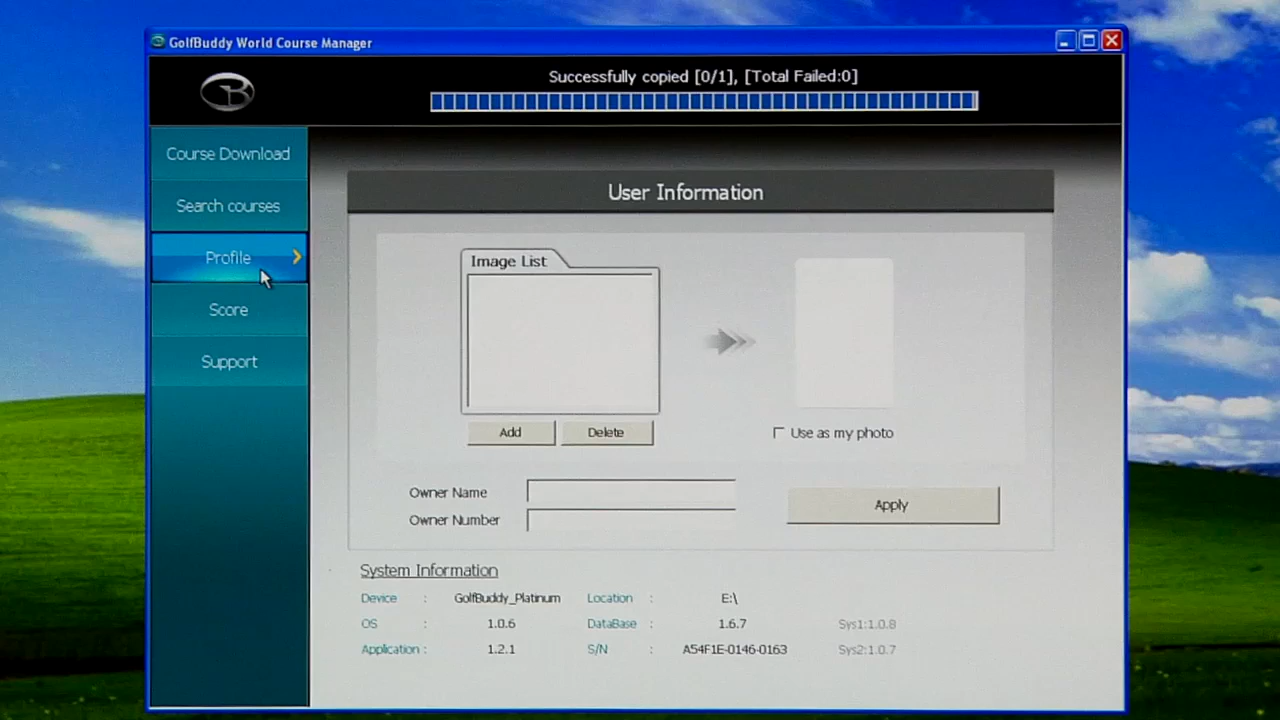 GolfBuddy World Course Manager
Successfully copied [0/1], [Total Failed:0]
Course Download
Search courses
Profile
Score
Support
User Information
Image List
Add Delete
Use as my photo
Owner Name
Owner Number
Apply
System Information
Device : GolfBuddy_Platinum Location : E:\
OS : 1.0.6 DataBase : 1.6.7 Sys1:1.0.8
Application : 1.2.1 S/N : A54F1E-0146-0163 Sys2:1.0.7